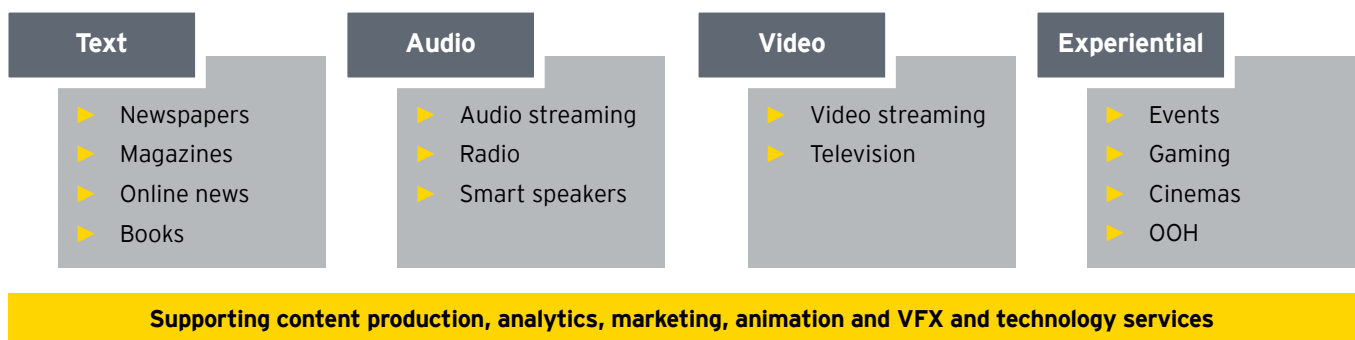 Text
Newspapers
Magazines
Online news
Books
Audio
Audio streaming
Radio
Smart speakers
Video
Video streaming
Television
Experiential
Events
Gaming
Cinemas
OOH
Supporting content production, analytics, marketing, animation and VFX and technology services